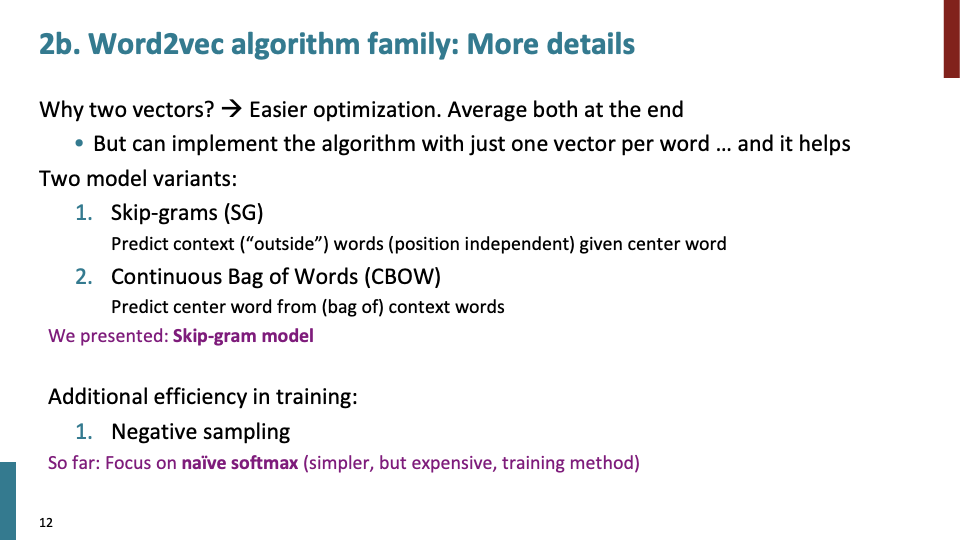 2b. Word2vec algorithm family: More details
Why two vectors? → Easier optimization. Average both at the end
• But can implement the algorithm with just one vector per word … and it helps
Two model variants:
1. Skip-grams (SG)
Predict context (“outside”) words (position independent) given center word
2. Continuous Bag of Words (CBOW)
Predict center word from (bag of) context words
We presented: Skip-gram model
Additional efficiency in training:
1. Negative sampling
So far: Focus on naïve softmax (simpler, but expensive, training method)
12